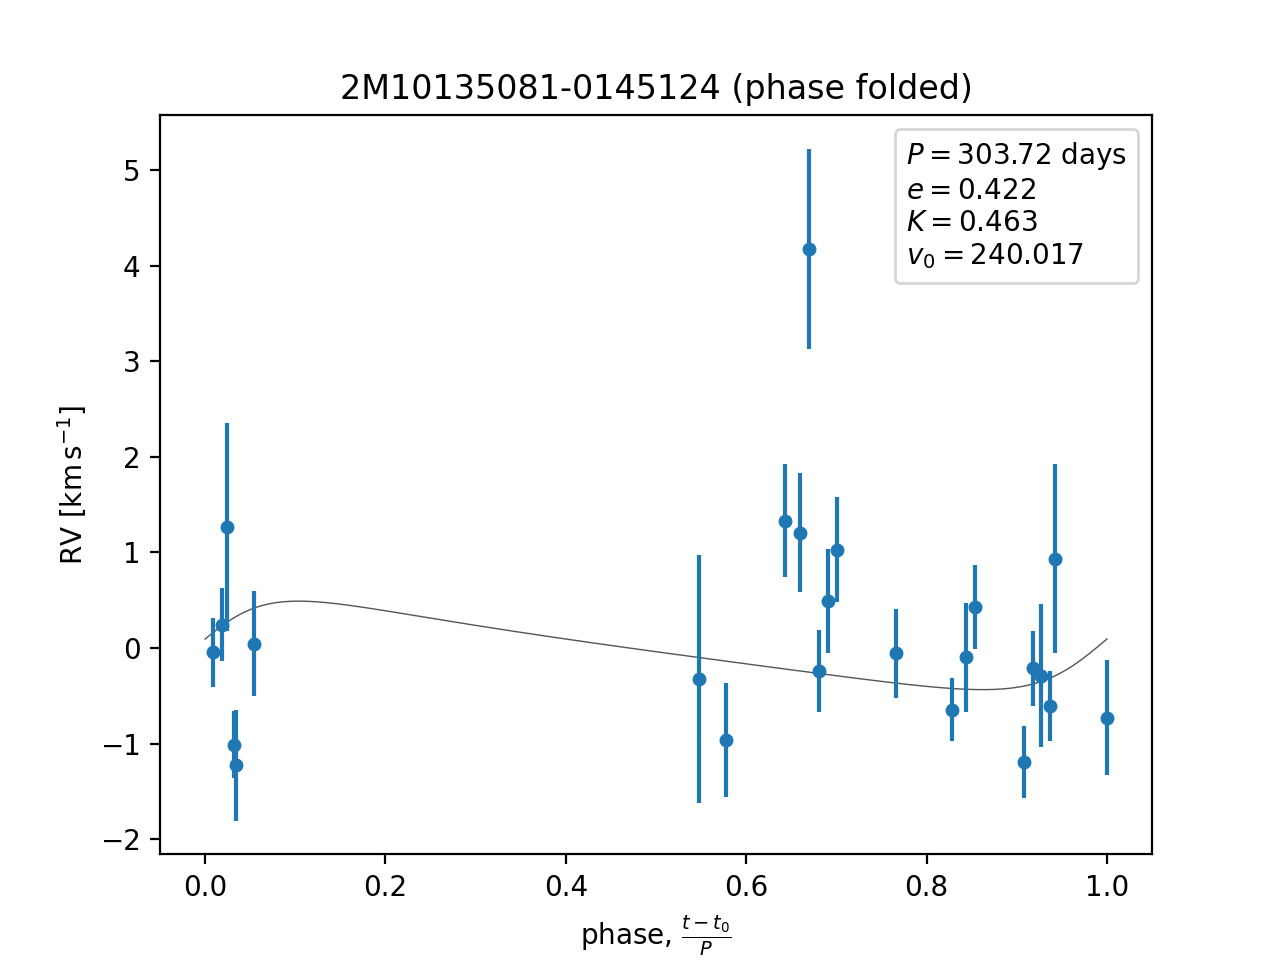 2M10135081-0145124 (phase folded)
P = 303.72 days
e = 0.422
K = 0.463
v₀ = 240.017
RV [km s⁻¹]
5
4
3
2
1
0
−1
−2
0.0 0.2 0.4 0.6 0.8 1.0
phase, (t − t₀)/P